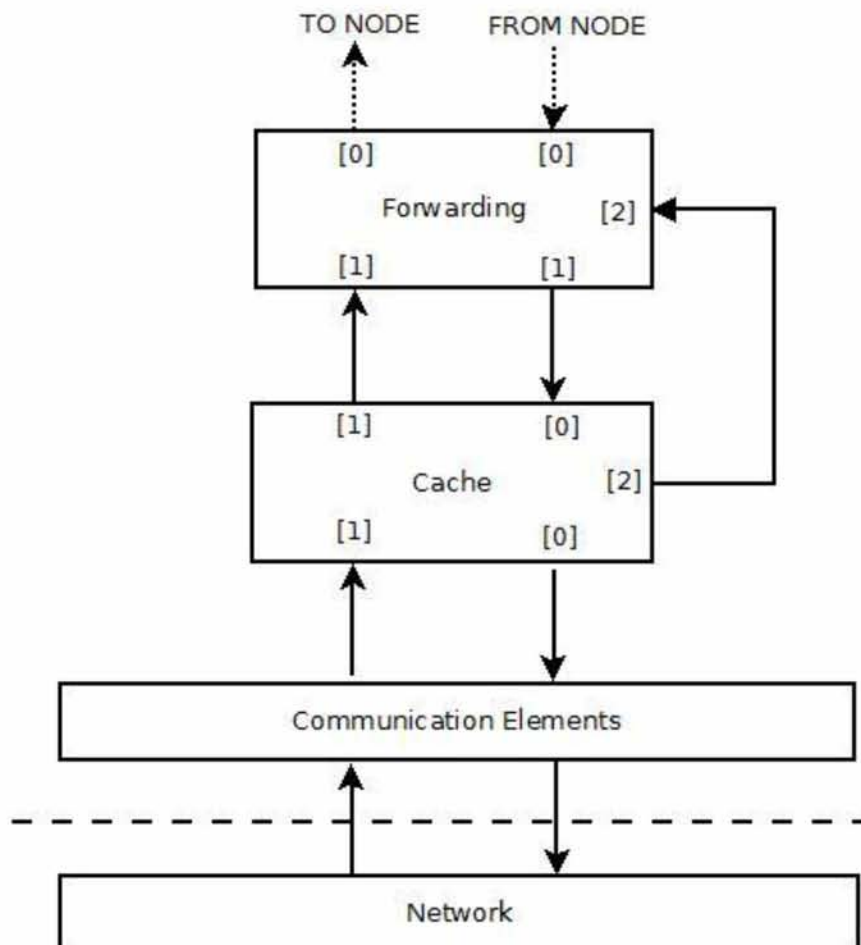 TO NODE FROM NODE
[0] [0]
Forwarding [2]
[1] [1]
[1] [0]
Cache [2]
[1] [0]
Communication Elements
Network